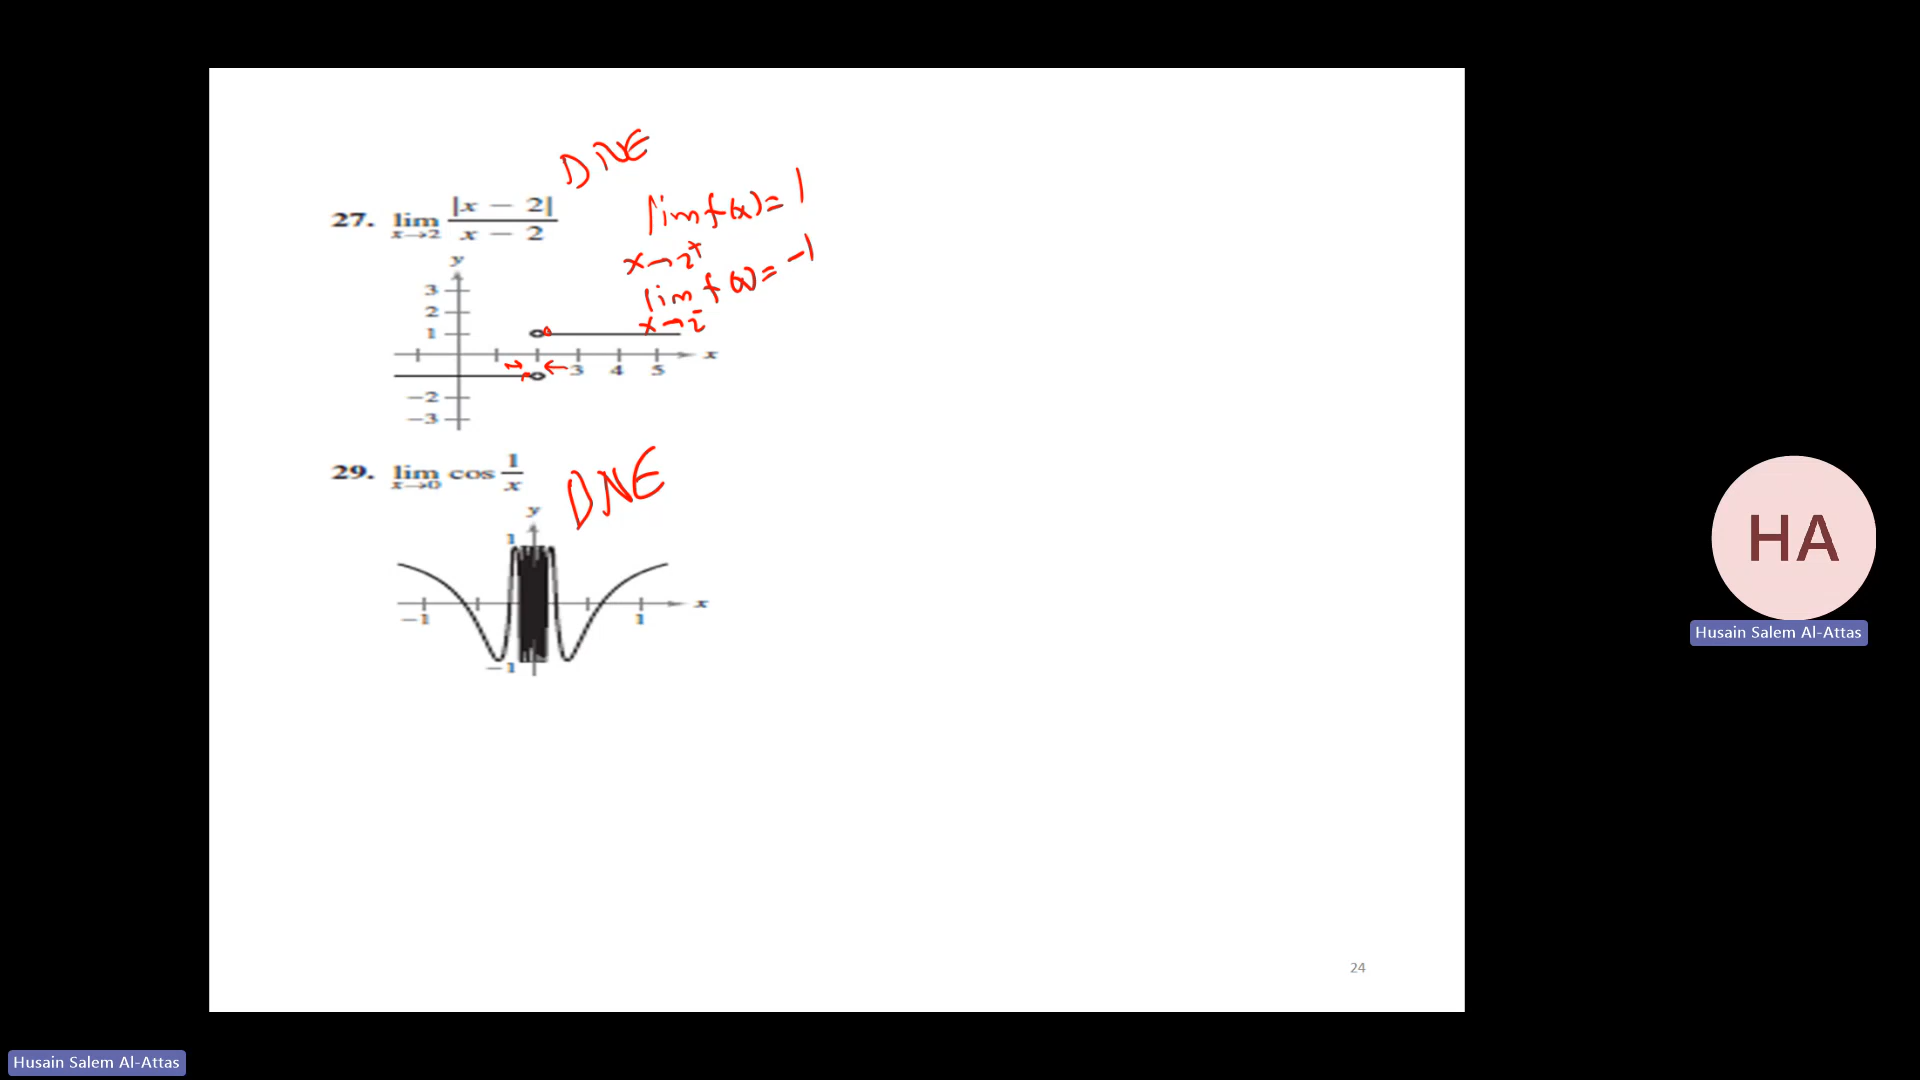 DNE
27. lim x→2 |x − 2| / x − 2
lim f(x) = 1
x→2⁺
lim f(x) = −1
x→2⁻
y
3
2
1
x
3 4 5
−2
−3
29. lim x→0 cos 1/x
DNE
y
1
x
−1 1
−1
HA
Husain Salem Al-Attas
24
Husain Salem Al-Attas